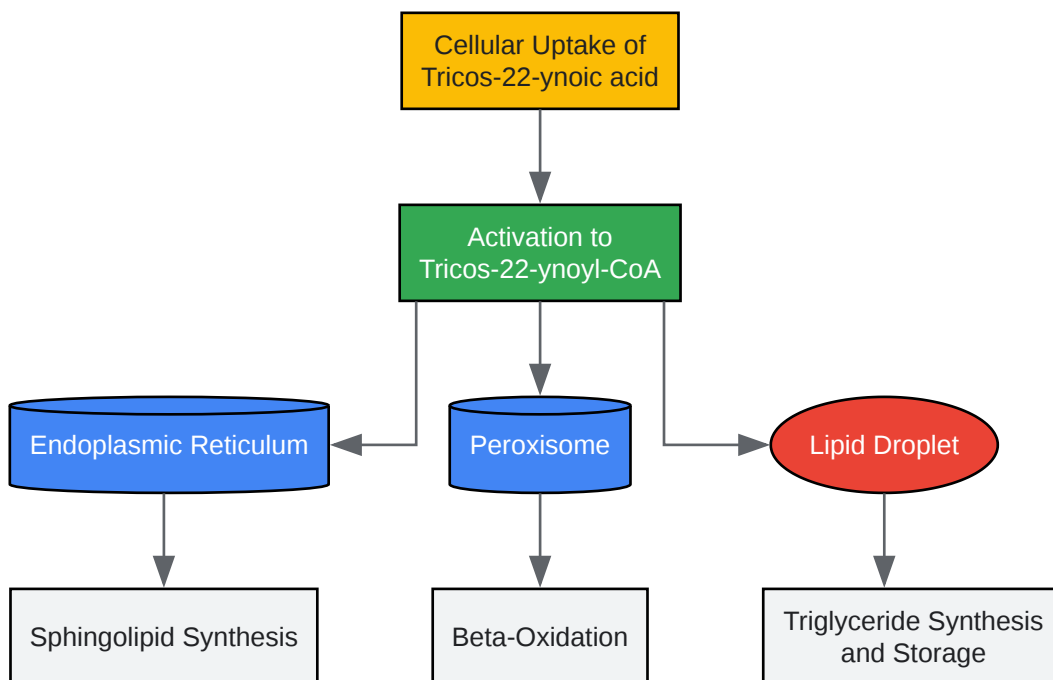 Cellular Uptake of
Tricos-22-ynoic acid
Activation to
Tricos-22-ynoyl-CoA
Endoplasmic Reticulum
Peroxisome
Lipid Droplet
Sphingolipid Synthesis
Beta-Oxidation
Triglyceride Synthesis
and Storage